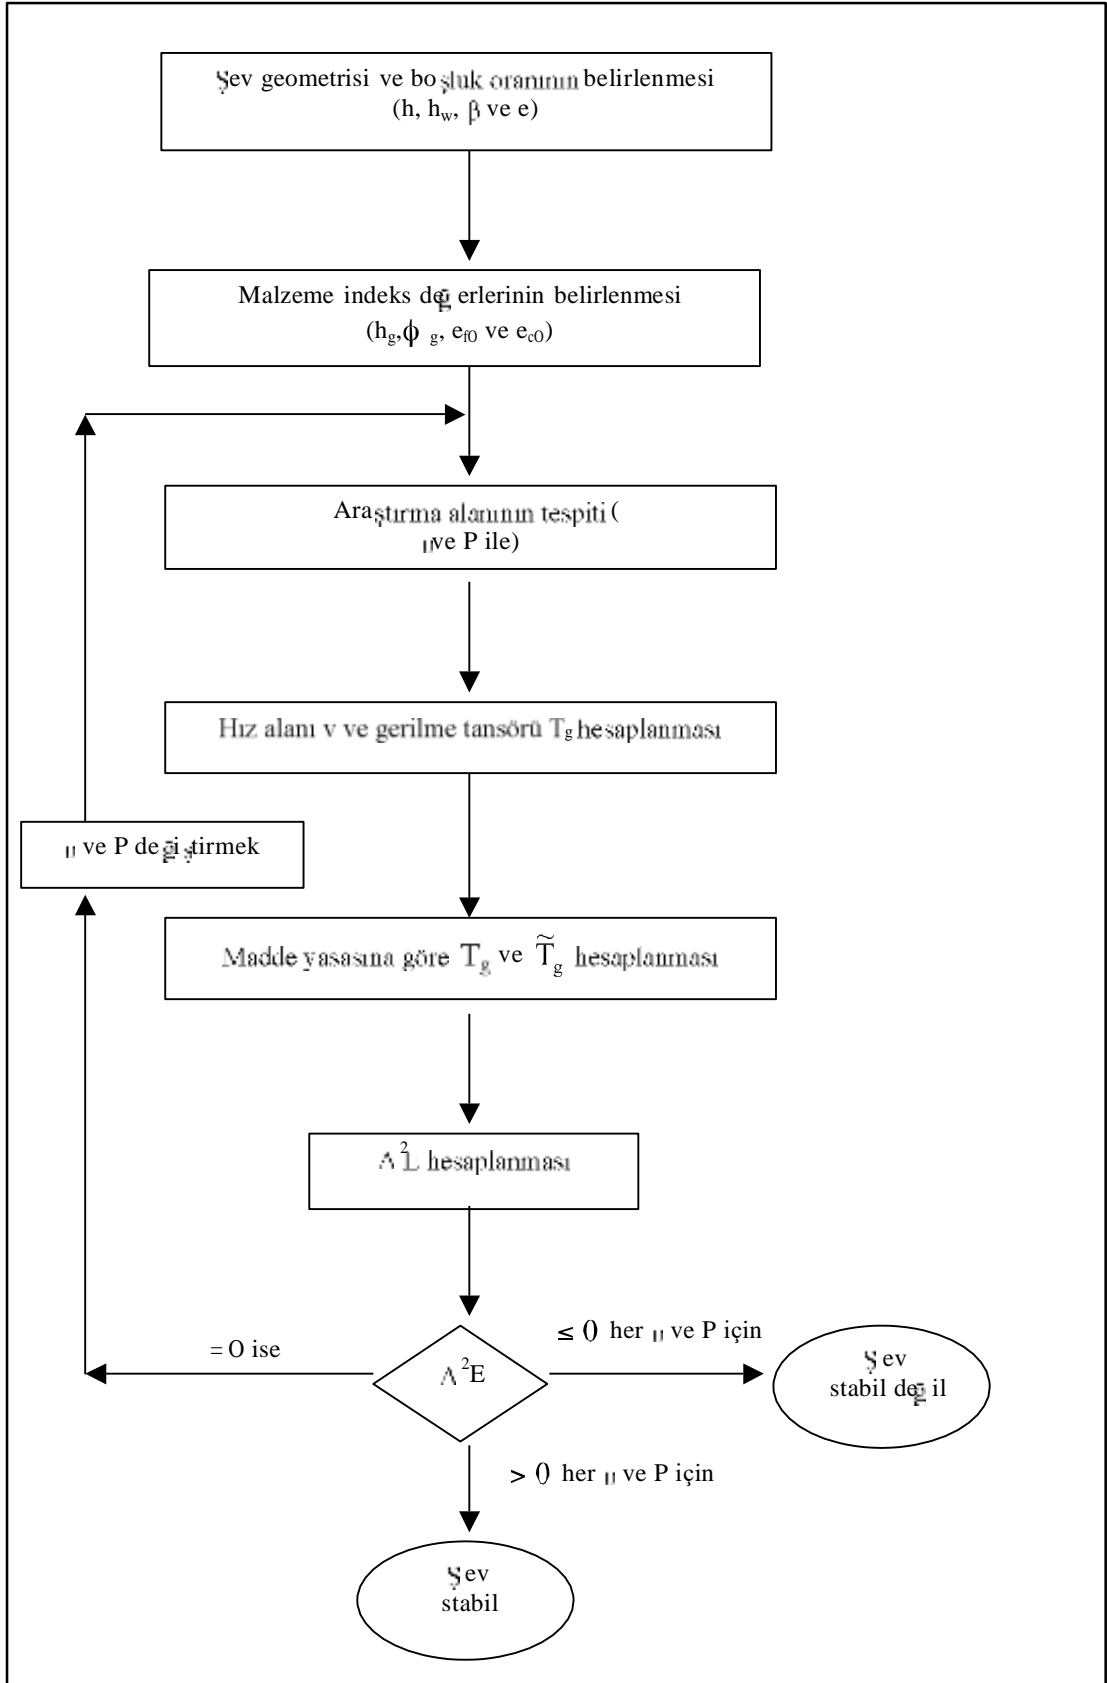 Şev geometrisi ve boşluk oranının belirlenmesi
(h, hw, β ve e)
Malzeme indeks değerlerinin belirlenmesi
(hg, ϕg, ef0 ve ec0)
Araştırma alanının tespiti (
μ ve P ile)
Hız alanı v ve gerilme tansörü Tg hesaplanması
μ ve P değiştirmek
Madde yasasına göre Tg ve T̃g hesaplanması
Δ²L hesaplanması
= 0 ise
Δ²E
≤ 0 her μ ve P için
Şev
stabil değil
> 0 her μ ve P için
Şev
stabil